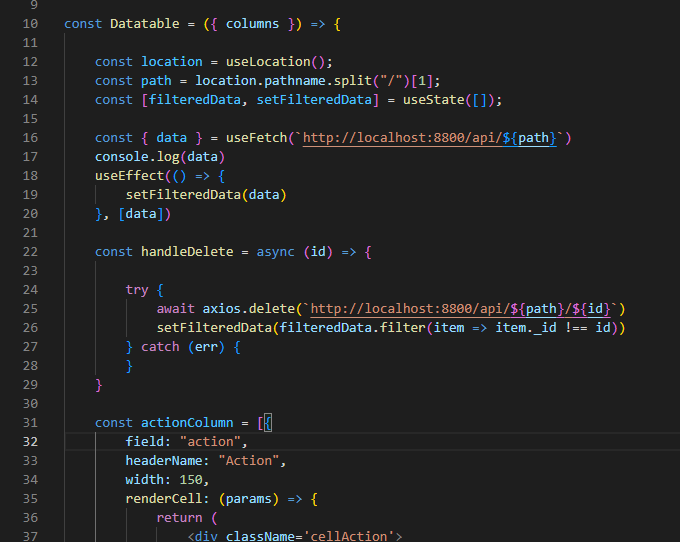 9
10 const Datatable = ({ columns }) => {
11
12 const location = useLocation();
13 const path = location.pathname.split("/")[1];
14 const [filteredData, setFilteredData] = useState([]);
15
16 const { data } = useFetch(`http://localhost:8800/api/${path}`)
17 console.log(data)
18 useEffect(() => {
19 setFilteredData(data)
20 }, [data])
21
22 const handleDelete = async (id) => {
23
24 try {
25 await axios.delete(`http://localhost:8800/api/${path}/${id}`)
26 setFilteredData(filteredData.filter(item => item._id !== id))
27 } catch (err) {
28 }
29 }
30
31 const actionColumn = [{
32 field: "action",
33 headerName: "Action",
34 width: 150,
35 renderCell: (params) => {
36 return (
37 <div className='cellAction'>